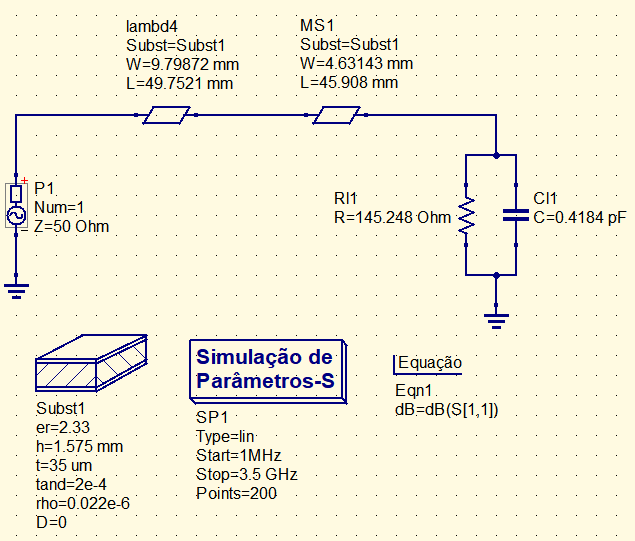 lambd4
Subst=Subst1
W=9.79872 mm
L=49.7521 mm
MS1
Subst=Subst1
W=4.63143 mm
L=45.908 mm
P1
Num=1
Z=50 Ohm
Rl1
R=145.248 Ohm
Cl1
C=0.4184 pF
Subst1
er=2.33
h=1.575 mm
t=35 um
tand=2e-4
rho=0.022e-6
D=0
Simulação de
Parâmetros-S
SP1
Type=lin
Start=1MHz
Stop=3.5 GHz
Points=200
Equação
Eqn1
dB=dB(S[1,1])